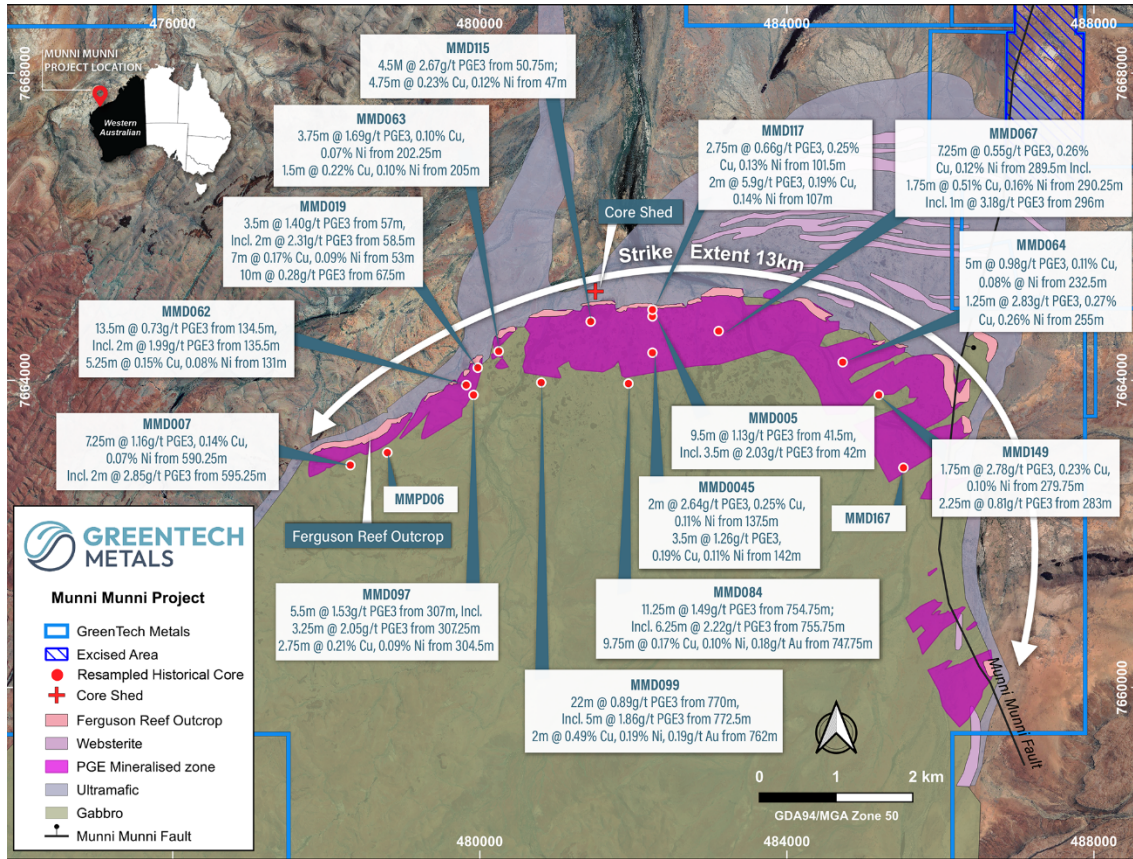 476000
480000
484000
488000
7668000
7668000
MUNNI MUNNI
PROJECT LOCATION
Western
Australian
MMD115
4.5M @ 2.67g/t PGE3 from 50.75m;
4.75m @ 0.23% Cu, 0.12% Ni from 47m
MMD063
3.75m @ 1.69g/t PGE3, 0.10% Cu,
0.07% Ni from 202.25m
1.5m @ 0.22% Cu, 0.10% Ni from 205m
MMD117
2.75m @ 0.66g/t PGE3, 0.25%
Cu, 0.13% Ni from 101.5m
2m @ 5.9g/t PGE3, 0.19% Cu,
0.14% Ni from 107m
MMD067
7.25m @ 0.55g/t PGE3, 0.26%
Cu, 0.12% Ni from 289.5m Incl.
1.75m @ 0.51% Cu, 0.16% Ni from 290.25m
Incl. 1m @ 3.18g/t PGE3 from 296m
MMD019
3.5m @ 1.40g/t PGE3 from 57m,
Incl. 2m @ 2.31g/t PGE3 from 58.5m
7m @ 0.17% Cu, 0.09% Ni from 53m
10m @ 0.28g/t PGE3 from 67.5m
Core Shed
Strike Extent 13km
MMD064
5m @ 0.98g/t PGE3, 0.11% Cu,
0.08% @ Ni from 232.5m
1.25m @ 2.83g/t PGE3, 0.27%
Cu, 0.26% Ni from 255m
MMD062
13.5m @ 0.73g/t PGE3 from 134.5m,
Incl. 2m @ 1.99g/t PGE3 from 135.5m
5.25m @ 0.15% Cu, 0.08% Ni from 131m
7664000
7664000
MMD007
7.25m @ 1.16g/t PGE3, 0.14% Cu,
0.07% Ni from 590.25m
Incl. 2m @ 2.85g/t PGE3 from 595.25m
MMPD06
Ferguson Reef Outcrop
MMD005
9.5m @ 1.13g/t PGE3 from 41.5m,
Incl. 3.5m @ 2.03g/t PGE3 from 42m
MMD149
1.75m @ 2.78g/t PGE3, 0.23% Cu,
0.10% Ni from 279.75m
2.25m @ 0.81g/t PGE3 from 283m
MMD0045
2m @ 2.64g/t PGE3, 0.25% Cu,
0.11% Ni from 137.5m
3.5m @ 1.26g/t PGE3,
0.19% Cu, 0.11% Ni from 142m
MMD167
MMD097
5.5m @ 1.53g/t PGE3 from 307m, Incl.
3.25m @ 2.05g/t PGE3 from 307.25m
2.75m @ 0.21% Cu, 0.09% Ni from 304.5m
MMD084
11.25m @ 1.49g/t PGE3 from 754.75m;
Incl. 6.25m @ 2.22g/t PGE3 from 755.75m
9.75m @ 0.17% Cu, 0.10% Ni, 0.18g/t Au from 747.75m
MMD099
22m @ 0.89g/t PGE3 from 770m,
Incl. 5m @ 1.86g/t PGE3 from 772.5m
2m @ 0.49% Cu, 0.19% Ni, 0.19g/t Au from 762m
Munni Munni Fault
7660000
GREENTECH
METALS
Munni Munni Project
GreenTech Metals
Excised Area
Resampled Historical Core
Core Shed
Ferguson Reef Outcrop
Websterite
PGE Mineralised zone
Ultramafic
Gabbro
Munni Munni Fault
0 1 2 km
GDA94/MGA Zone 50
480000
484000
488000